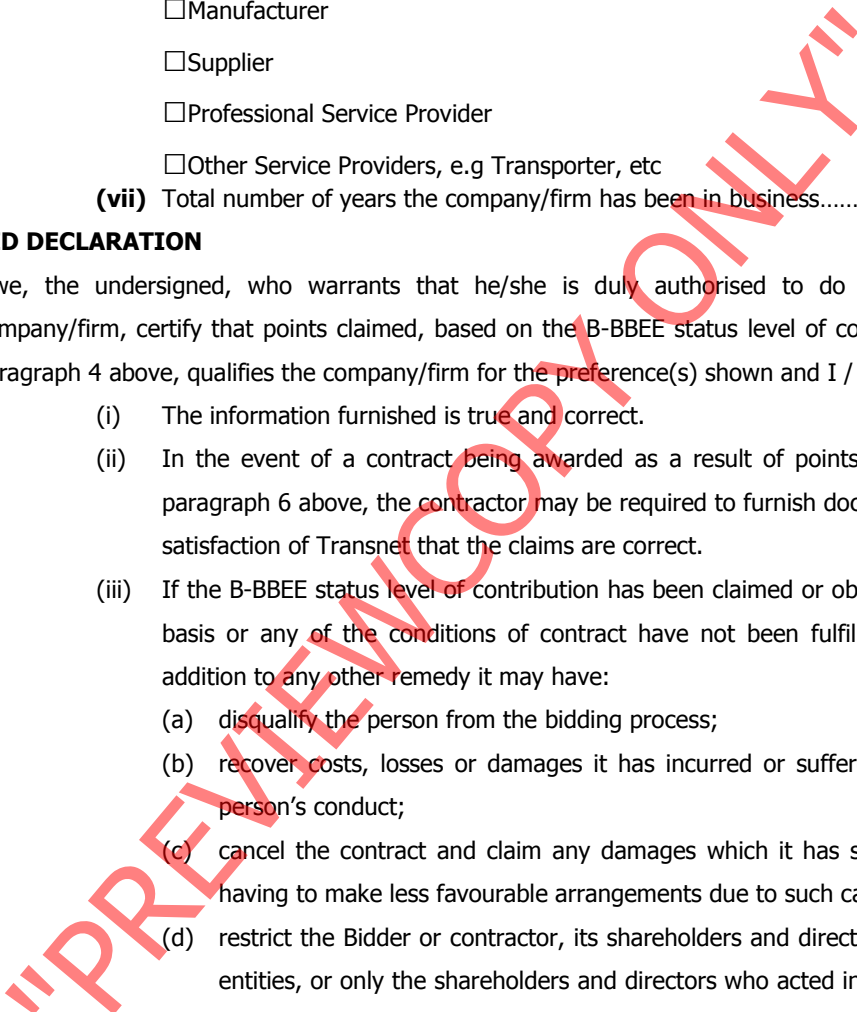 ☐Manufacturer
☐Supplier
☐Professional Service Provider
☐Other Service Providers, e.g Transporter, etc
(vii) Total number of years the company/firm has been in business……
D DECLARATION
we, the undersigned, who warrants that he/she is duly authorised to do
mpany/firm, certify that points claimed, based on the B-BBEE status level of co
ragraph 4 above, qualifies the company/firm for the preference(s) shown and I /
(i) The information furnished is true and correct.
(ii) In the event of a contract being awarded as a result of points
paragraph 6 above, the contractor may be required to furnish doc
satisfaction of Transnet that the claims are correct.
(iii) If the B-BBEE status level of contribution has been claimed or ob
basis or any of the conditions of contract have not been fulfil
addition to any other remedy it may have:
(a) disqualify the person from the bidding process;
(b) recover costs, losses or damages it has incurred or suffer
person’s conduct;
(c) cancel the contract and claim any damages which it has s
having to make less favourable arrangements due to such ca
(d) restrict the Bidder or contractor, its shareholders and direct
entities, or only the shareholders and directors who acted in
"PREVIEWCOPY ONLY"